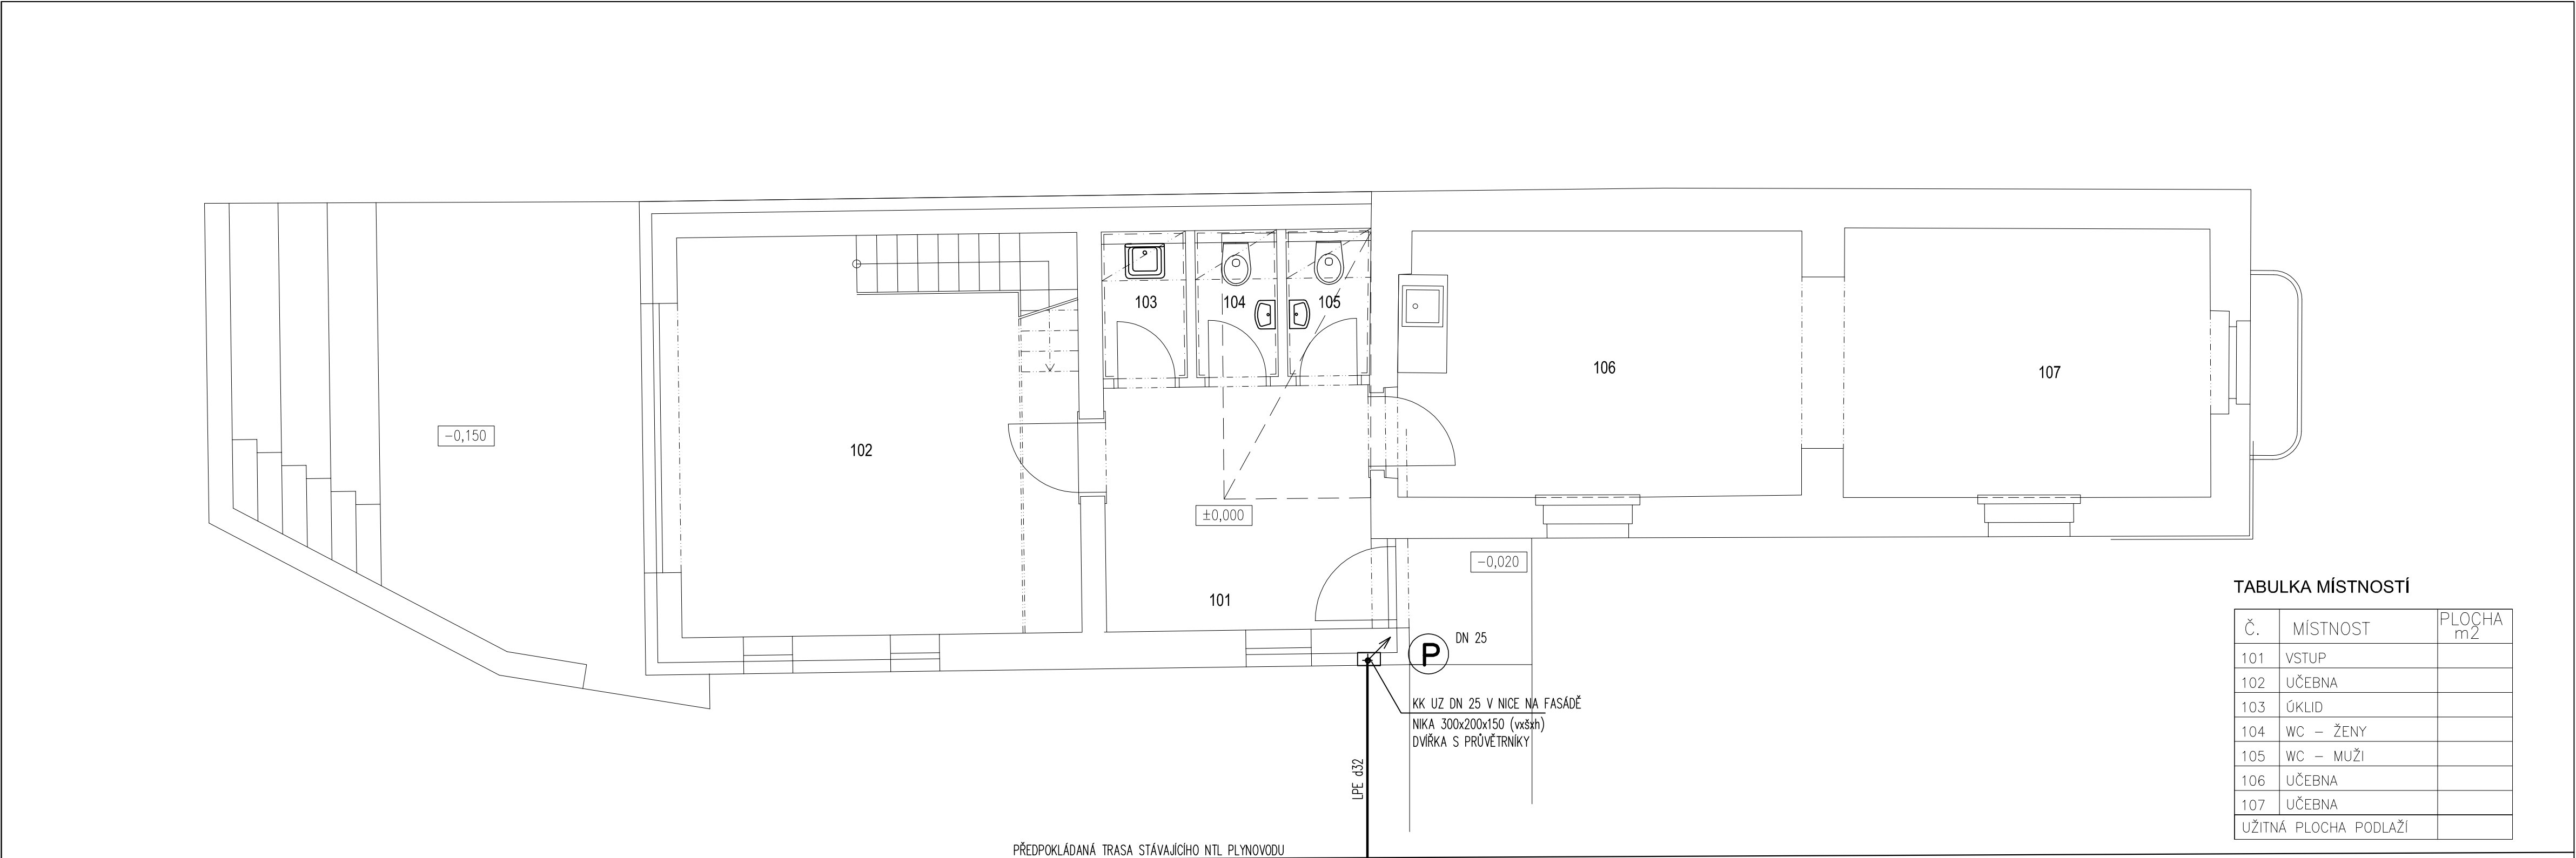 103
104
105
106
107
-0,150
102
±0,000
-0,020
101
P
DN 25
KK UZ DN 25 V NICE NA FASÁDĚ
NIKA 300x200x150 (vxšxh)
DVÍŘKA S PRŮVĚTRNÍKY
LPE d32
PŘEDPOKLÁDANÁ TRASA STÁVAJÍCÍHO NTL PLYNOVODU
TABULKA MÍSTNOSTÍ
Č. MÍSTNOST PLOCHA
m2
101 VSTUP
102 UČEBNA
103 ÚKLID
104 WC – ŽENY
105 WC – MUŽI
106 UČEBNA
107 UČEBNA
UŽITNÁ PLOCHA PODLAŽÍ